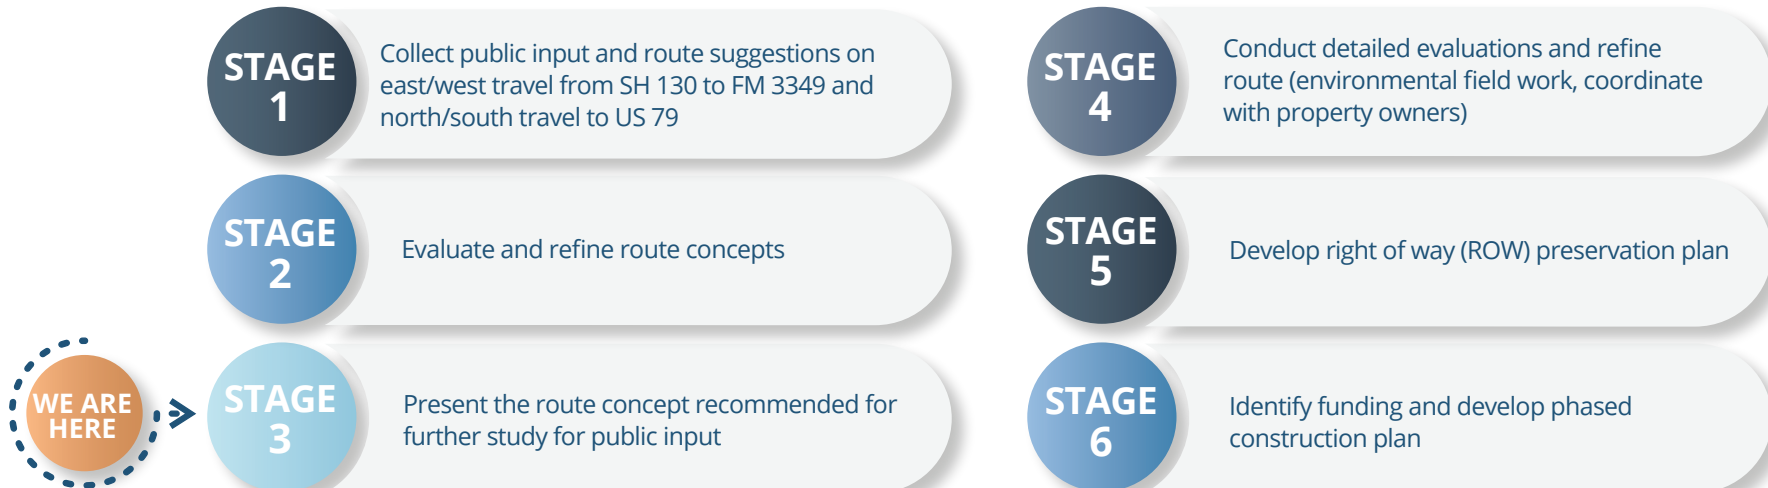 STAGE
1
Collect public input and route suggestions on
east/west travel from SH 130 to FM 3349 and
north/south travel to US 79
STAGE
2
Evaluate and refine route concepts
WE ARE
HERE
STAGE
3
Present the route concept recommended for
further study for public input
STAGE
4
Conduct detailed evaluations and refine
route (environmental field work, coordinate
with property owners)
STAGE
5
Develop right of way (ROW) preservation plan
STAGE
6
Identify funding and develop phased
construction plan